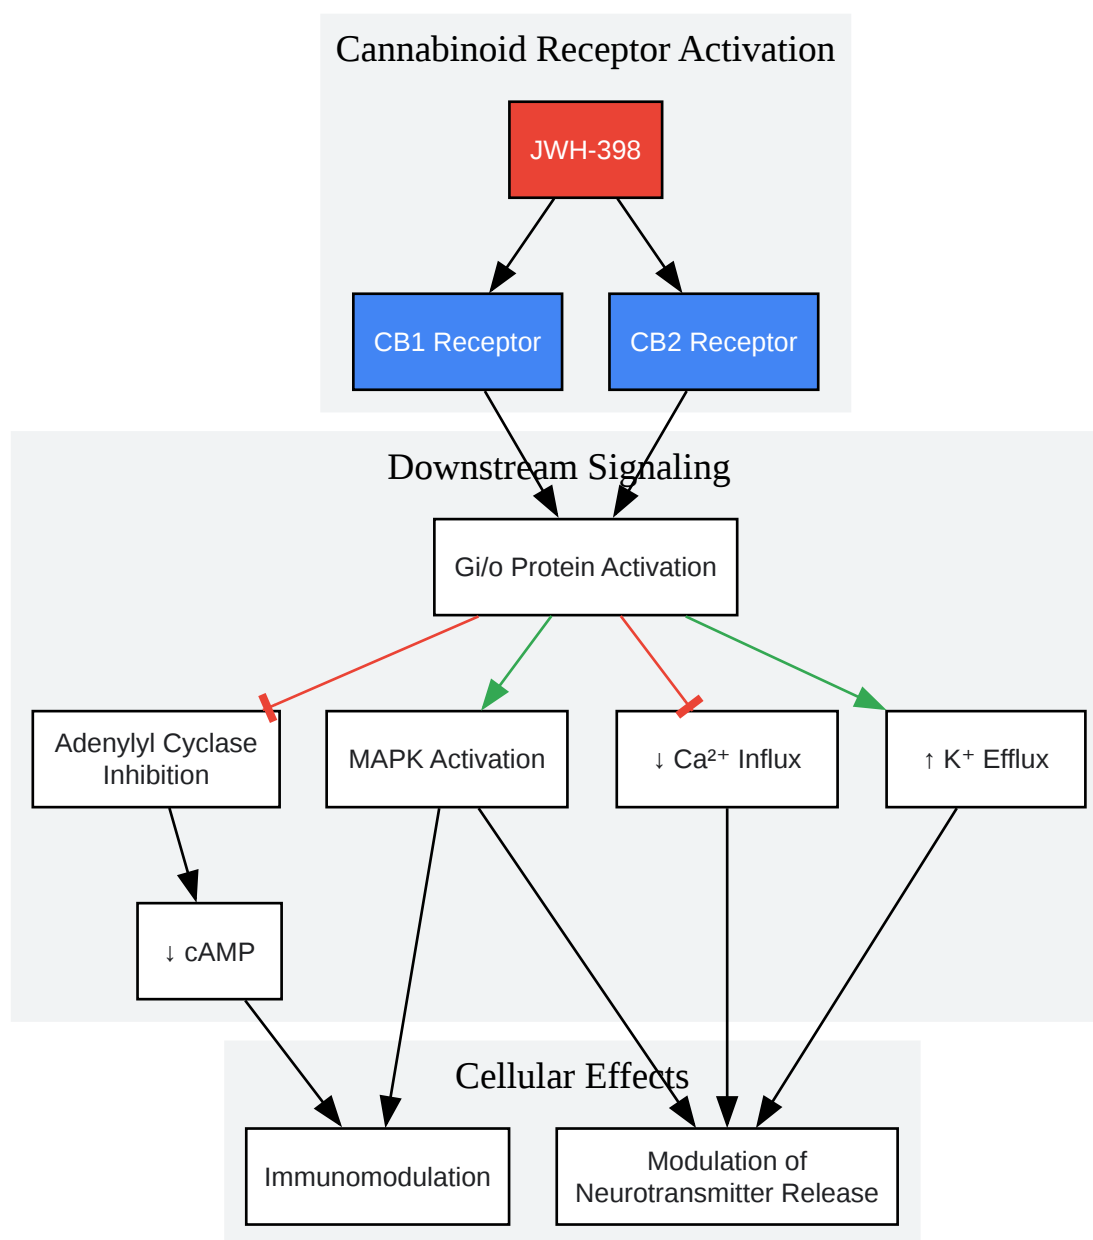 Cannabinoid Receptor Activation
JWH-398
CB1 Receptor
CB2 Receptor
Downstream Signaling
Gi/o Protein Activation
Adenylyl Cyclase
Inhibition
MAPK Activation
↓ Ca²⁺ Influx
↑ K⁺ Efflux
↓ cAMP
Cellular Effects
Immunomodulation
Modulation of
Neurotransmitter Release